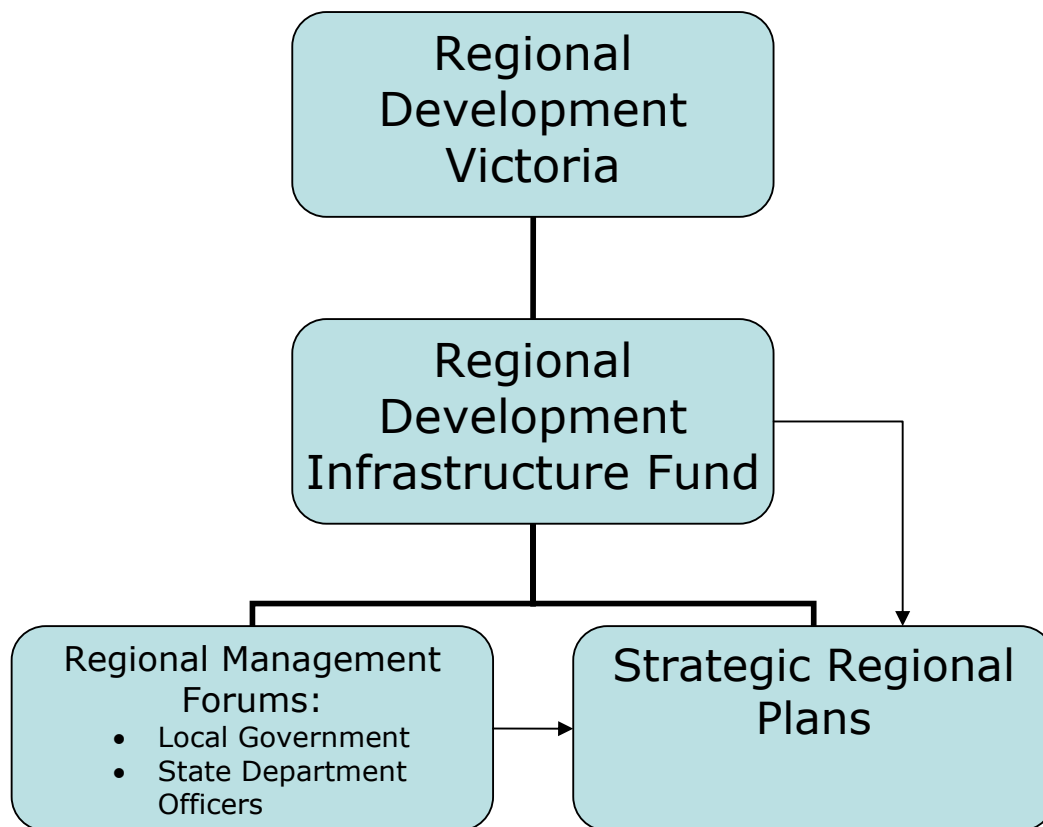 Regional
Development
Victoria
Regional
Development
Infrastructure Fund
Regional Management
Forums:
• Local Government
• State Department
Officers
Strategic Regional
Plans